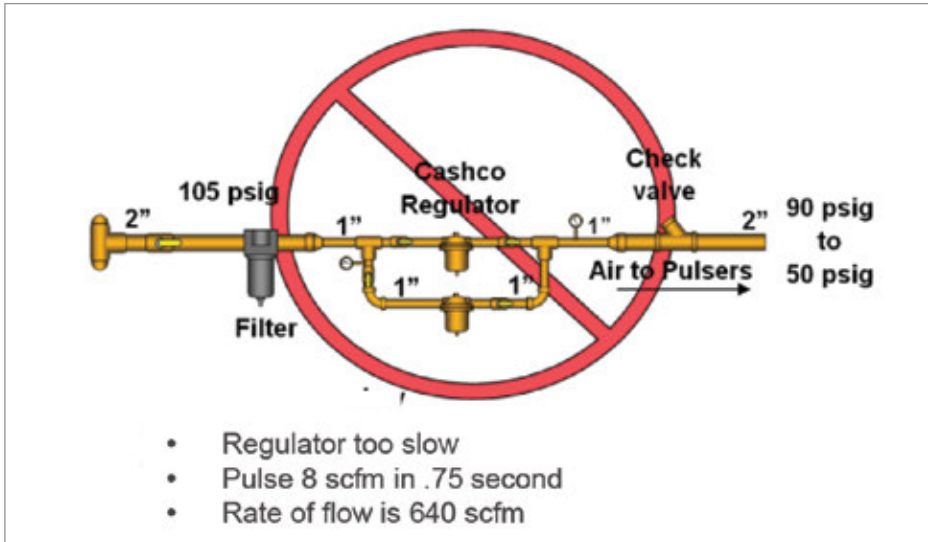 Check
valve
Cashco
Regulator
105 psig
2"
1"
1"
2"
90 psig
to
50 psig
1"
1"
Air to Pulsers
Filter
• Regulator too slow
• Pulse 8 scfm in .75 second
• Rate of flow is 640 scfm